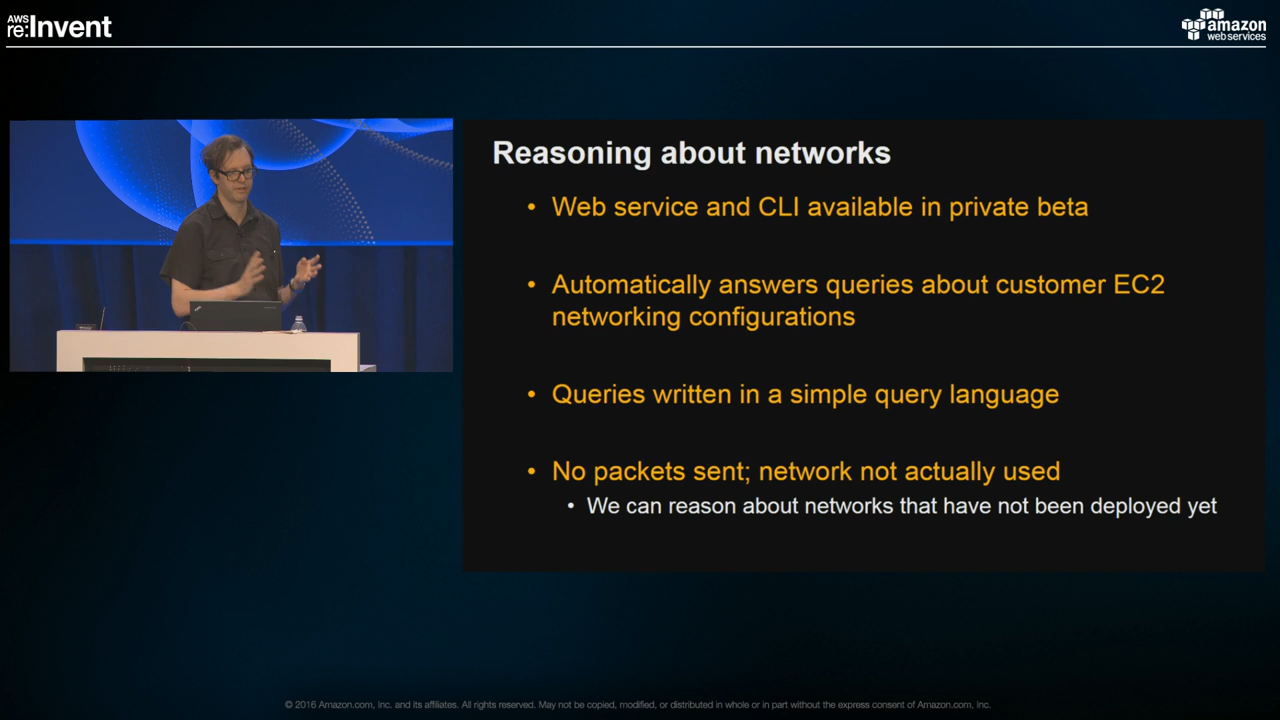 AWS
re:Invent
amazon
web services
Reasoning about networks
• Web service and CLI available in private beta
• Automatically answers queries about customer EC2
networking configurations
• Queries written in a simple query language
• No packets sent; network not actually used
• We can reason about networks that have not been deployed yet
© 2016 Amazon.com, Inc. and its affiliates. All rights reserved. May not be copied, modified, or distributed in whole or in part without the express consent of Amazon.com, Inc.